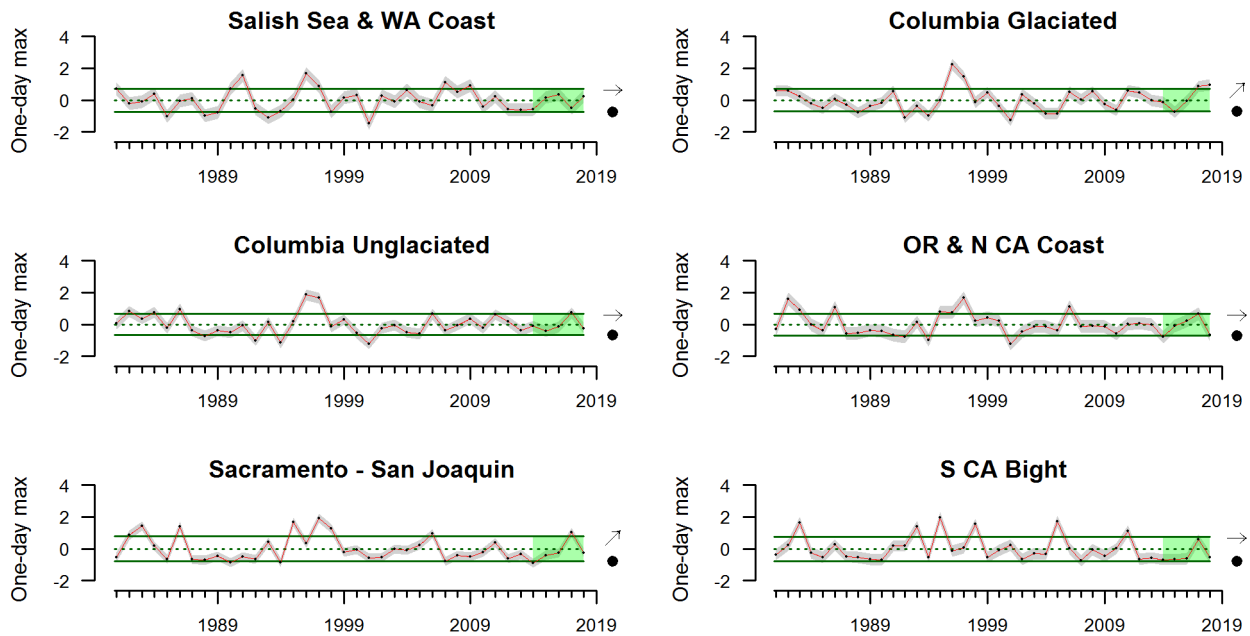 Salish Sea & WA Coast
One-day max
4
2
0
-2
1989 1999 2009 2019
Columbia Glaciated
One-day max
4
2
0
-2
1989 1999 2009 2019
Columbia Unglaciated
One-day max
4
2
0
-2
1989 1999 2009 2019
OR & N CA Coast
One-day max
4
2
0
-2
1989 1999 2009 2019
Sacramento - San Joaquin
One-day max
4
2
0
-2
1989 1999 2009 2019
S CA Bight
One-day max
4
2
0
-2
1989 1999 2009 2019